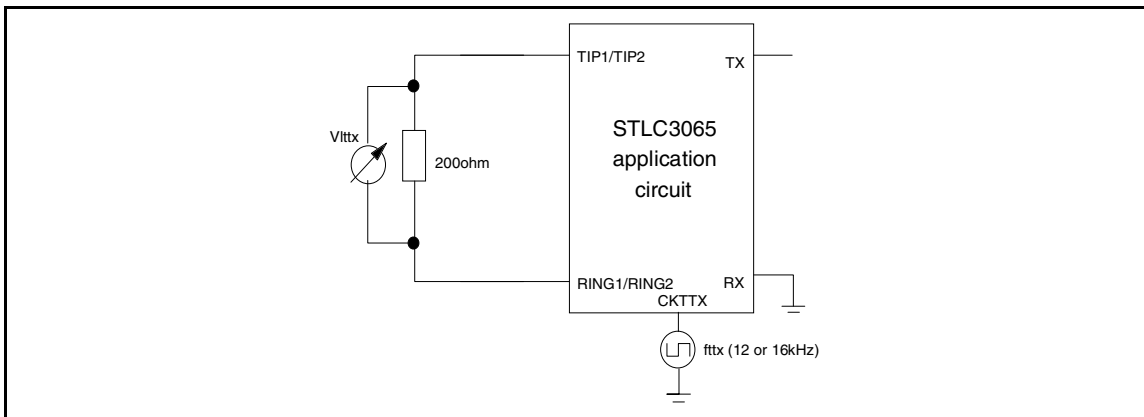 TIP1/TIP2
TX
Vlttx
200ohm
STLC3065
application
circuit
RING1/RING2
RX
CKTTX
fttx (12 or 16kHz)